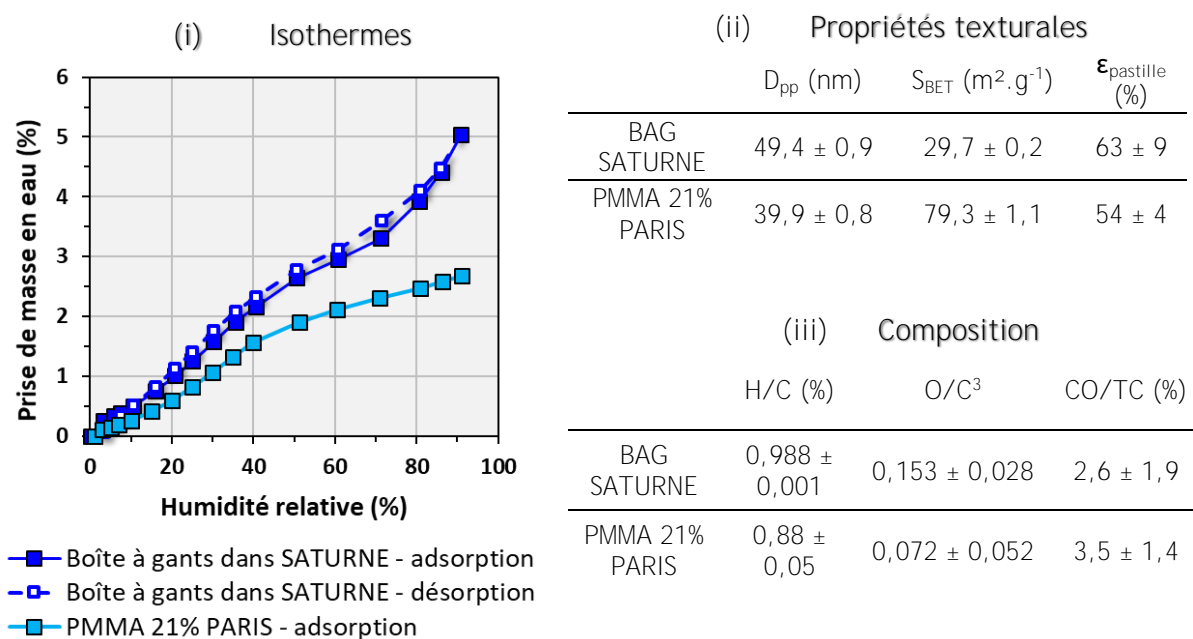 (i) Isothermes
6
5
4
3
2
1
0
Prise de masse en eau (%)
0 20 40 60 80 100
Humidité relative (%)
Boîte à gants dans SATURNE - adsorption
Boîte à gants dans SATURNE - désorption
PMMA 21% PARIS - adsorption
(ii) Propriétés texturales
D_pp (nm) S_BET (m².g⁻¹) ε_pastille (%)
BAG SATURNE 49,4 ± 0,9 29,7 ± 0,2 63 ± 9
PMMA 21% PARIS 39,9 ± 0,8 79,3 ± 1,1 54 ± 4
(iii) Composition
H/C (%) O/C³ CO/TC (%)
BAG SATURNE 0,988 ± 0,001 0,153 ± 0,028 2,6 ± 1,9
PMMA 21% PARIS 0,88 ± 0,05 0,072 ± 0,052 3,5 ± 1,4